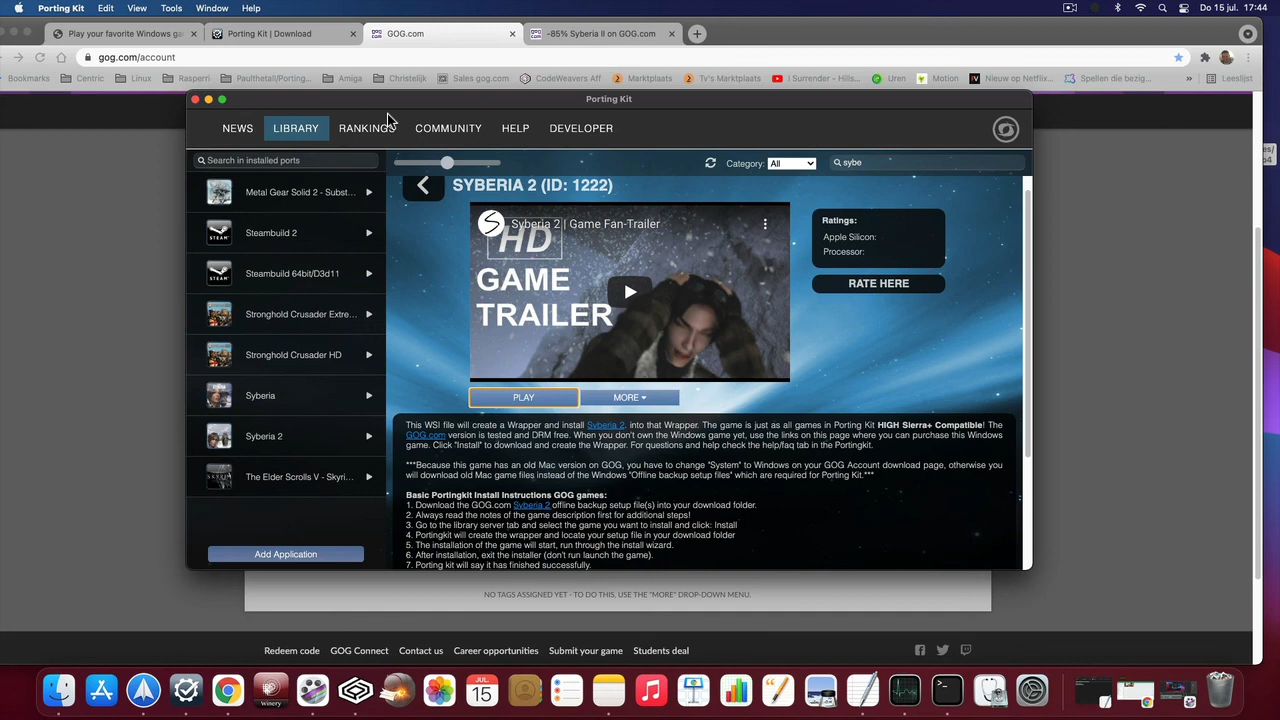 Porting Kit Edit View Tools Window Help Do 15 jul. 17:44
Play your favorite Windows gam Porting Kit | Download GOG.com -85% Syberia II on GOG.com
gog.com/account
Bookmarks Centric Linux Rasperri Paulthetall/Porting... Amiga Christelijk Sales gog.com CodeWeavers Aff Marktplaats Tv's Marktplaats I Surrender - Hills... Uren Motion Nieuw op Netflix... Spellen die bezig... » Leeslijst
Porting Kit
NEWS LIBRARY RANKINGS COMMUNITY HELP DEVELOPER
Search in installed ports Category: All sybe
Metal Gear Solid 2 - Subst...
Steambuild 2
Steambuild 64bit/D3d11
Stronghold Crusader Extre...
Stronghold Crusader HD
Syberia
Syberia 2
The Elder Scrolls V - Skyri...
Add Application
SYBERIA 2 (ID: 1222)
Syberia 2 | Game Fan-Trailer
HD
GAME
TRAILER
Ratings:
Apple Silicon:
Processor:
RATE HERE
PLAY MORE
This WSI file will create a Wrapper and install Syberia 2. into that Wrapper. The game is just as all games in Porting Kit HIGH Sierra+ Compatible! The
GOG.com version is tested and DRM free. When you don't own the Windows game yet, use the links on this page where you can purchase this Windows
game. Click "Install" to download and create the Wrapper. For questions and help check the help/faq tab in the Portingkit.
***Because this game has an old Mac version on GOG, you have to change "System" to Windows on your GOG Account download page, otherwise you
will download old Mac game files instead of the Windows "Offline backup setup files" which are required for Porting Kit.***
Basic Portingkit Install Instructions GOG games:
1. Download the GOG.com Syberia 2 offline backup setup file(s) into your download folder.
2. Always read the notes of the game description first for additional steps!
3. Go to the library server tab and select the game you want to install and click: Install
4. Portingkit will create the wrapper and locate your setup file in your download folder
5. The installation of the game will start, run through the install wizard.
6. After installation, exit the installer (don't run launch the game).
7. Porting kit will say it has finished successfully.
NO TAGS ASSIGNED YET - TO DO THIS, USE THE "MORE" DROP-DOWN MENU.
Redeem code GOG Connect Contact us Career opportunities Submit your game Students deal
JUL.
15
Winery